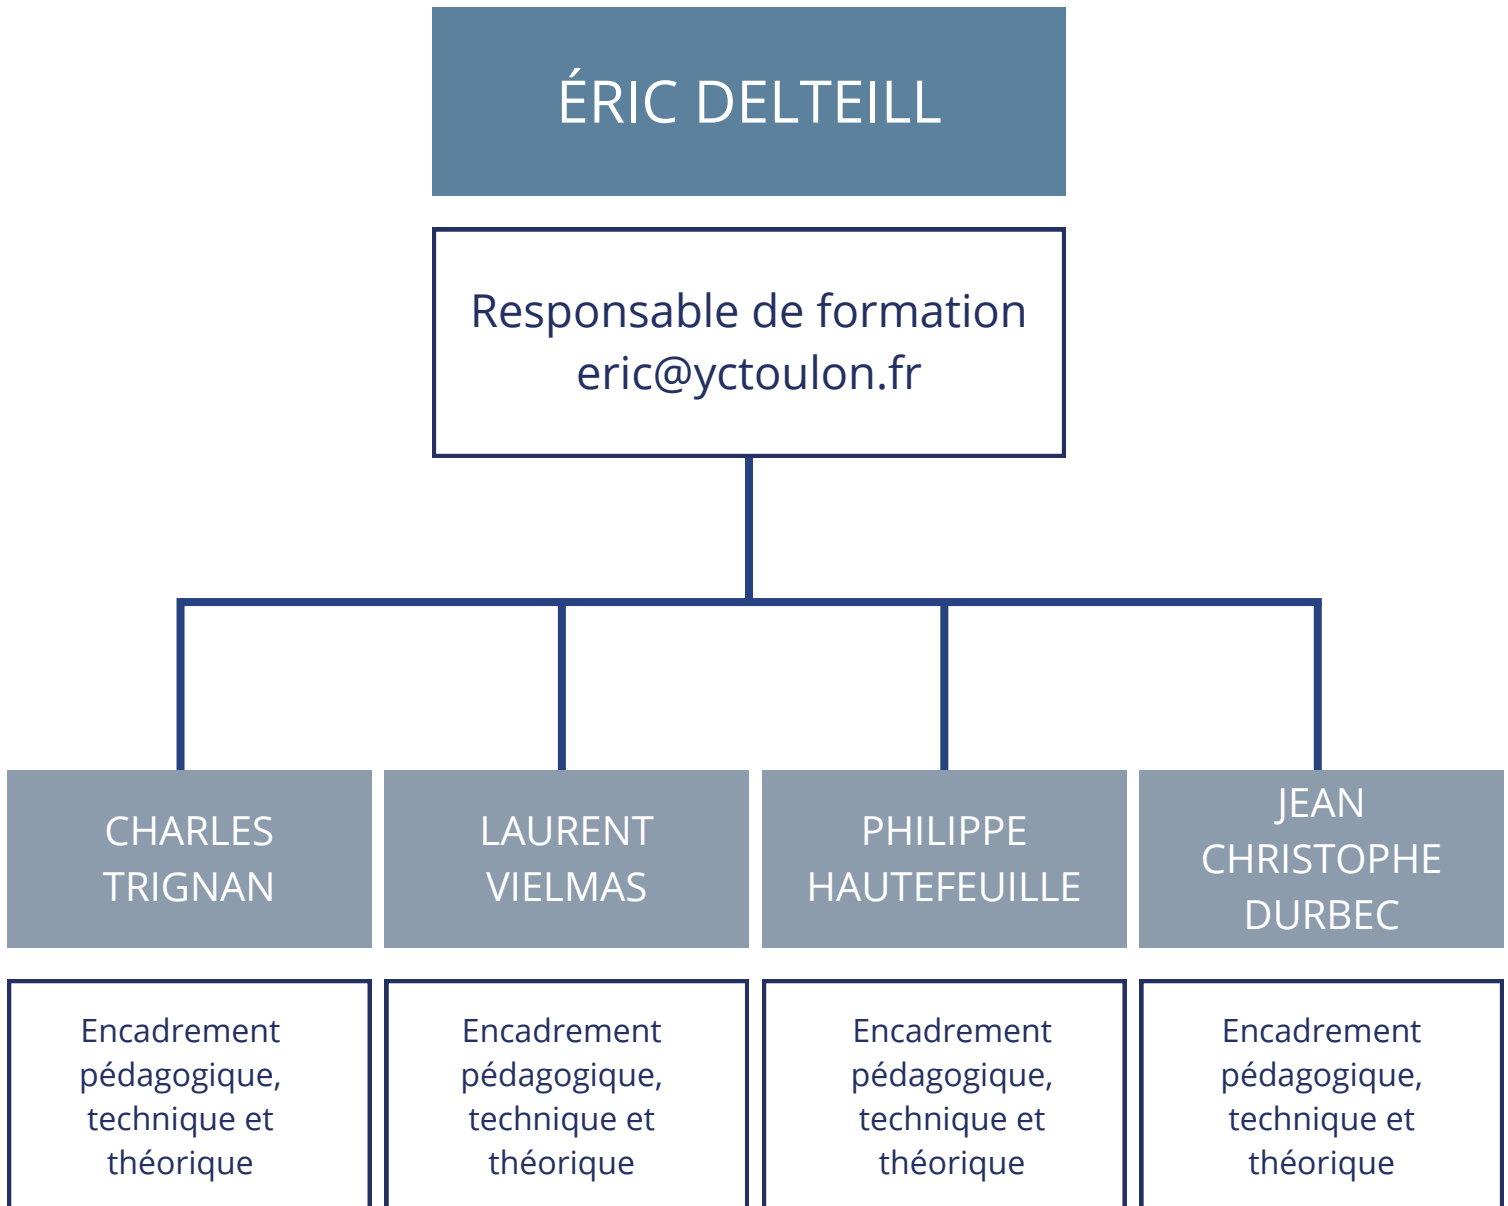 ÉRIC DELTEILL
Responsable de formation
eric@yctoulon.fr
CHARLES
TRIGNAN
LAURENT
VIELMAS
PHILIPPE
HAUTEFEUILLE
JEAN
CHRISTOPHE
DURBEC
Encadrement
pédagogique,
technique et
théorique
Encadrement
pédagogique,
technique et
théorique
Encadrement
pédagogique,
technique et
théorique
Encadrement
pédagogique,
technique et
théorique